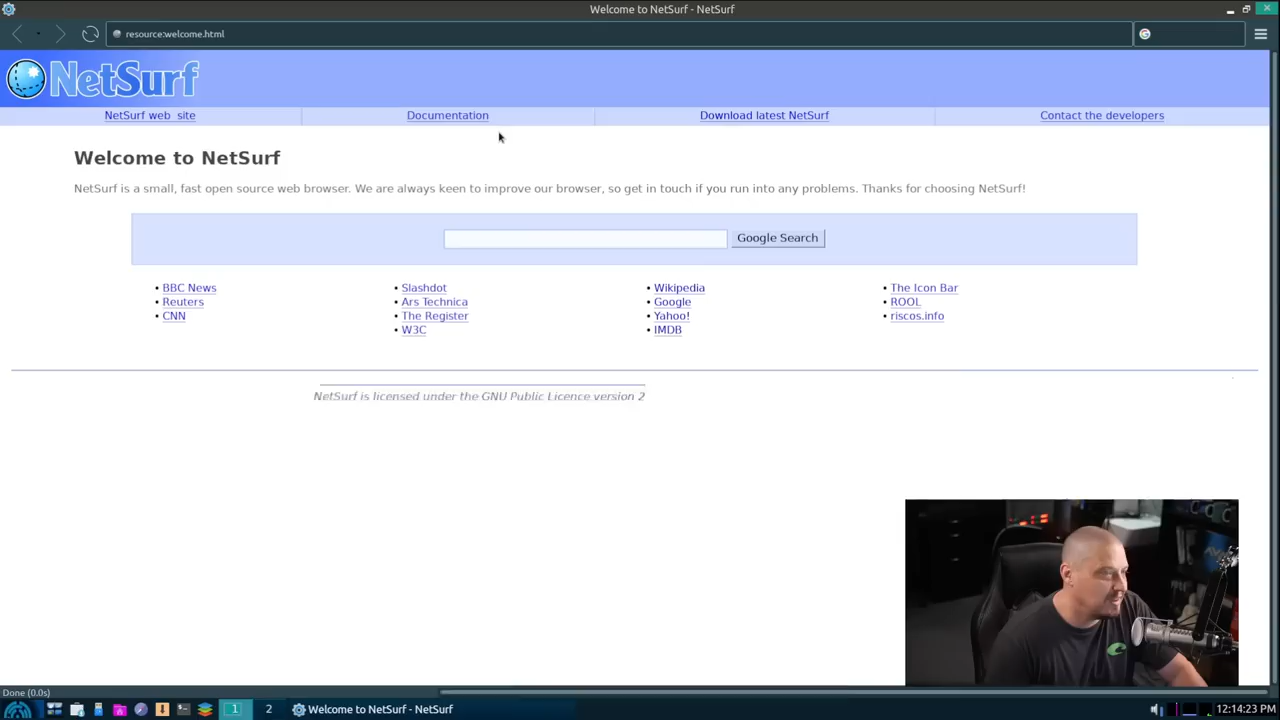 Welcome to NetSurf - NetSurf
resource:welcome.html
NetSurf
NetSurf web site
Documentation
Download latest NetSurf
Contact the developers
Welcome to NetSurf
NetSurf is a small, fast open source web browser. We are always keen to improve our browser, so get in touch if you run into any problems. Thanks for choosing NetSurf!
Google Search
• BBC News
• Reuters
• CNN
• Slashdot
• Ars Technica
• The Register
• W3C
• Wikipedia
• Google
• Yahoo!
• IMDB
• The Icon Bar
• ROOL
• riscos.info
NetSurf is licensed under the GNU Public Licence version 2
Done (0.0s)
1
2
Welcome to NetSurf - NetSurf
12:14:23 PM